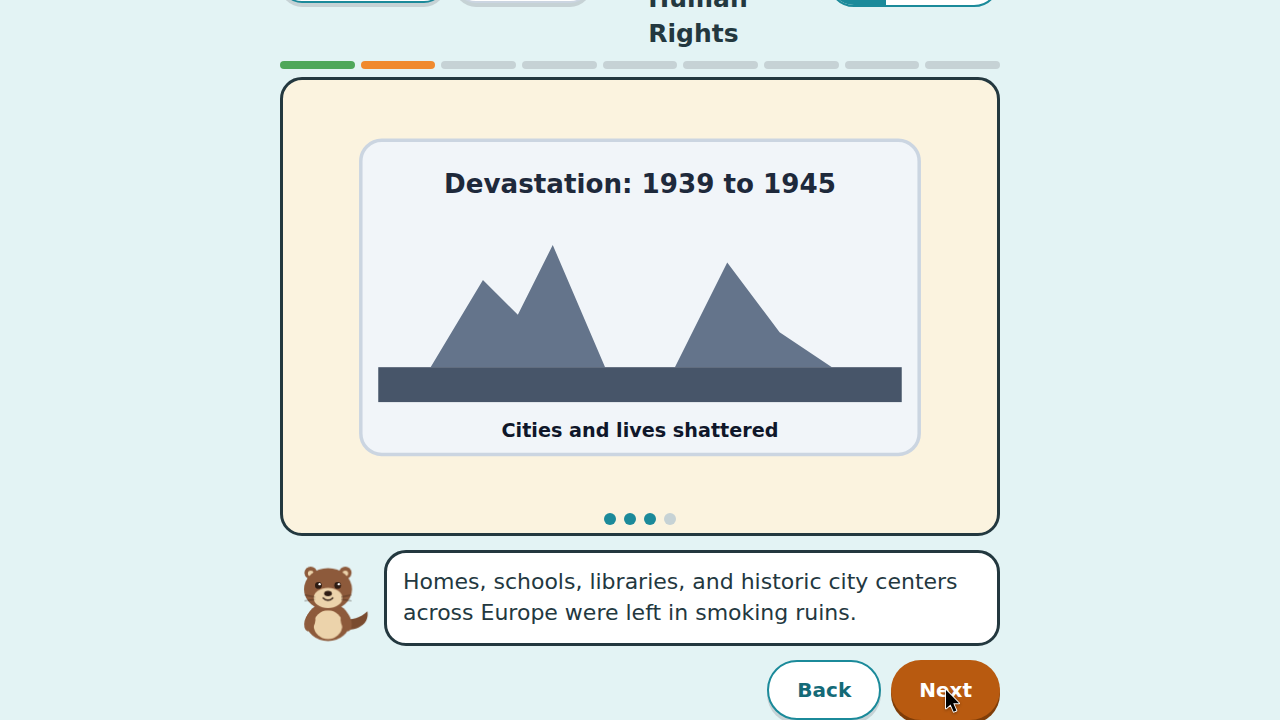 Human
Rights
Devastation: 1939 to 1945
Cities and lives shattered
Homes, schools, libraries, and historic city centers
across Europe were left in smoking ruins.
Back
Next